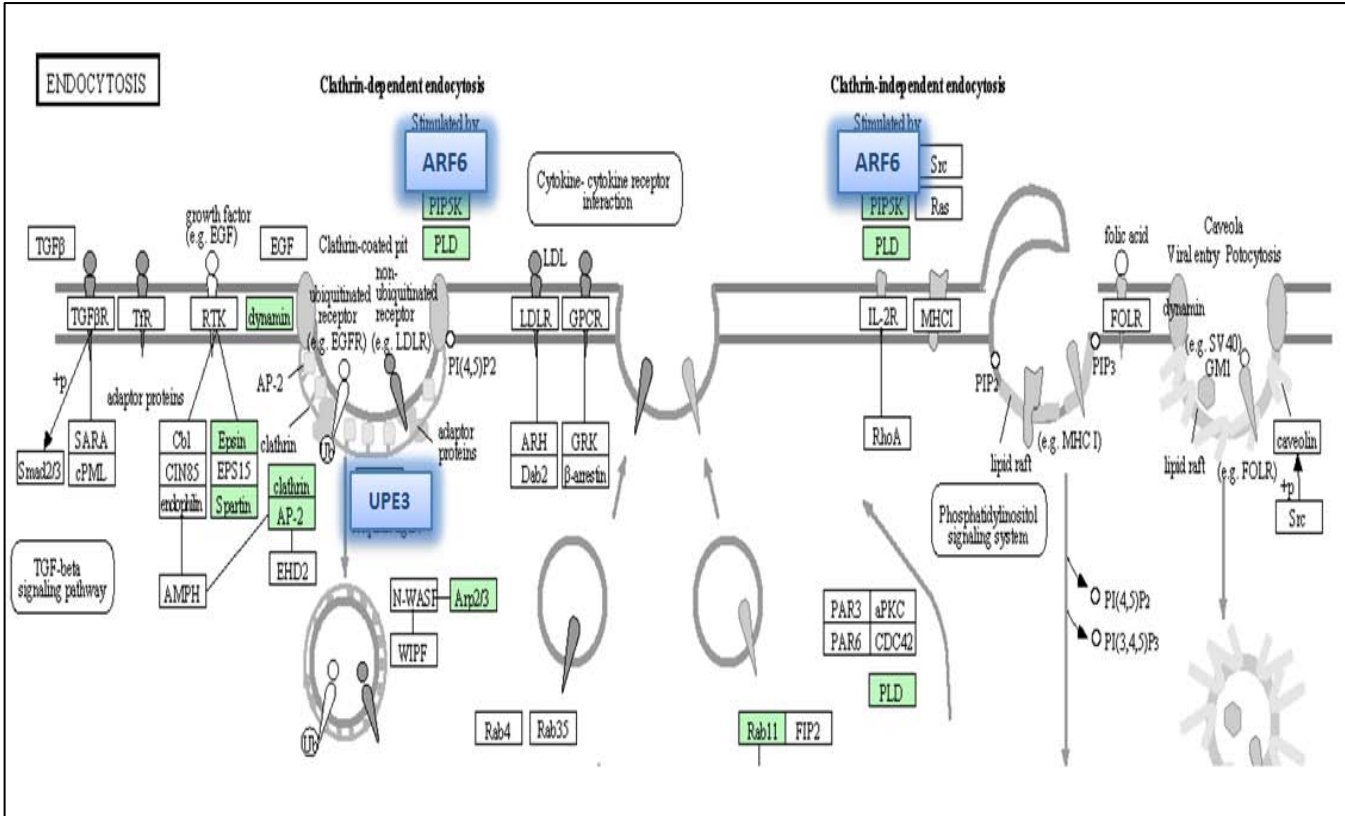 ENDOCYTOSIS
Clathrin-dependent endocytosis
Clathrin-independent endocytosis
Stimulated by
Stimulated by
ARF6
ARF6
Src
PIP5K
PIP5K
Ras
PLD
PLD
Cytokine- cytokine receptor
interaction
TGFβ
growth factor
(e.g. EGF)
EGF
Clathrin-coated pit
non-
ubiquitinated
receptor
(e.g. LDLR)
ubiquitinated
receptor
(e.g. EGFR)
LDL
folic acid
Caveola
Viral entry Potocytosis
TGFβR
TfR
RTK
dynamin
LDLR
GPCR
IL-2R
MHCI
FOLR
dynamin
(e.g. SV40)
GM1
PI(4,5)P2
PIP2
PIP3
AP-2
+p
adaptor proteins
SARA
cPML
Smad2/3
Cbl
CIN85
endophilin
Epsin
EPS15
Spartin
clathrin
Ub
adaptor
proteins
ARH
Dab2
GRK
β-arrestin
RhoA
lipid raft
(e.g. MHC I)
lipid raft
(e.g. FOLR)
caveolin
+p
Src
clathrin
AP-2
EHD2
UPE3
TGF-beta
signaling pathway
AMPH
N-WASP
Arp2/3
WIPF
Phosphatidylinositol
signaling system
PAR3
aPKC
PAR6
CDC42
PLD
PI(4,5)P2
PI(3,4,5)P3
Ub
Rab4
Rab35
Rab11
FIP2